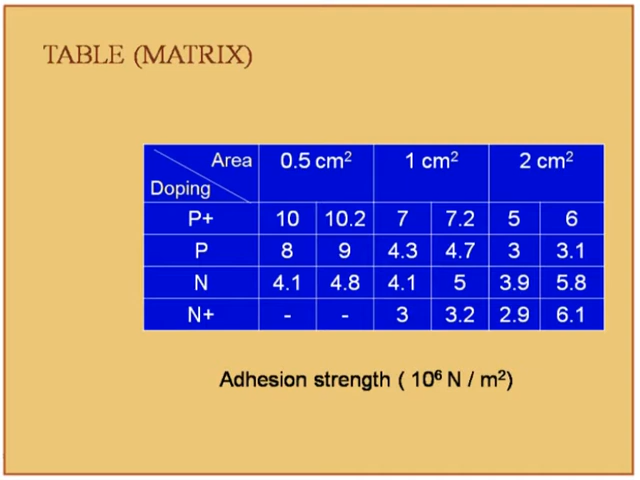 TABLE (MATRIX)
Area 0.5 cm² 1 cm² 2 cm²
Doping
P+ 10 10.2 7 7.2 5 6
P 8 9 4.3 4.7 3 3.1
N 4.1 4.8 4.1 5 3.9 5.8
N+ - - 3 3.2 2.9 6.1
Adhesion strength ( 10⁶ N / m²)